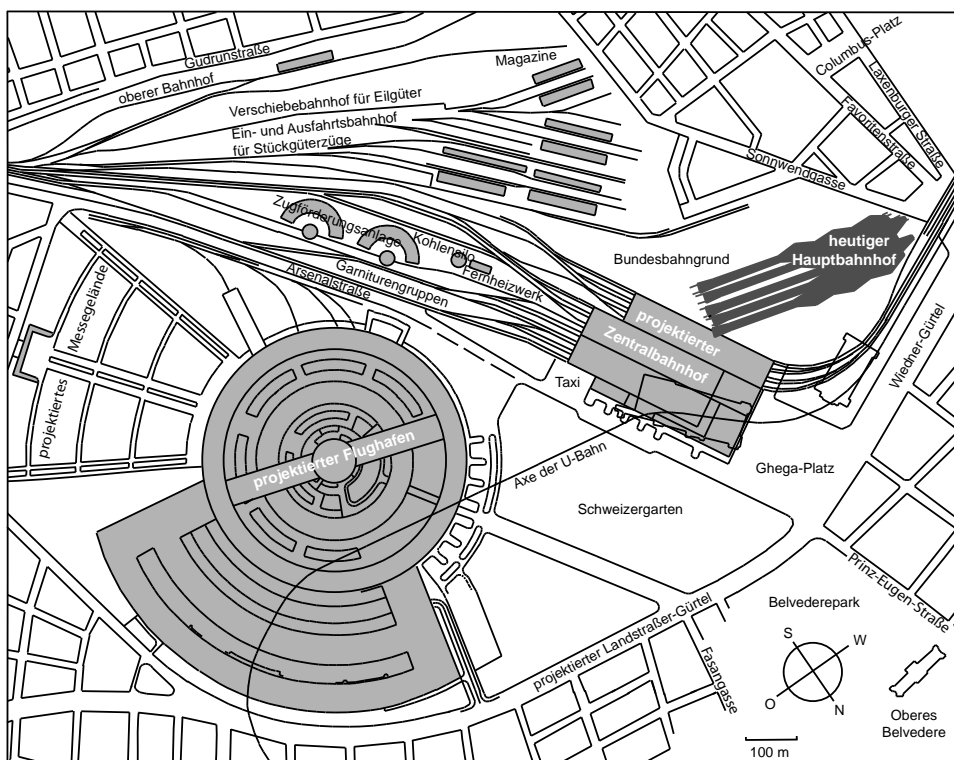 Gudrunstraße
oberer Bahnhof
Magazine
Columbus-Platz
Laxenburger Straße
Favoritenstraße
Sonnwendgasse
Verschiebebahnhof für Eilgüter
Ein- und Ausfahrtsbahnhof
für Stückgüterzüge
Zugförderungsanlage
Kohlensilo
Fernheizwerk
Garniturengruppen
Arsenalstraße
Bundesbahngrund
heutiger
Hauptbahnhof
projektierter
Zentralbahnhof
Wiedner-Gürtel
projektiertes
Messegelände
Taxi
projektierter Flughafen
Axe der U-Bahn
Ghega-Platz
Schweizergarten
Prinz-Eugen-Straße
Belvederepark
projektierter Landstraßer-Gürtel
Fasangasse
S
W
O
N
100 m
Oberes
Belvedere